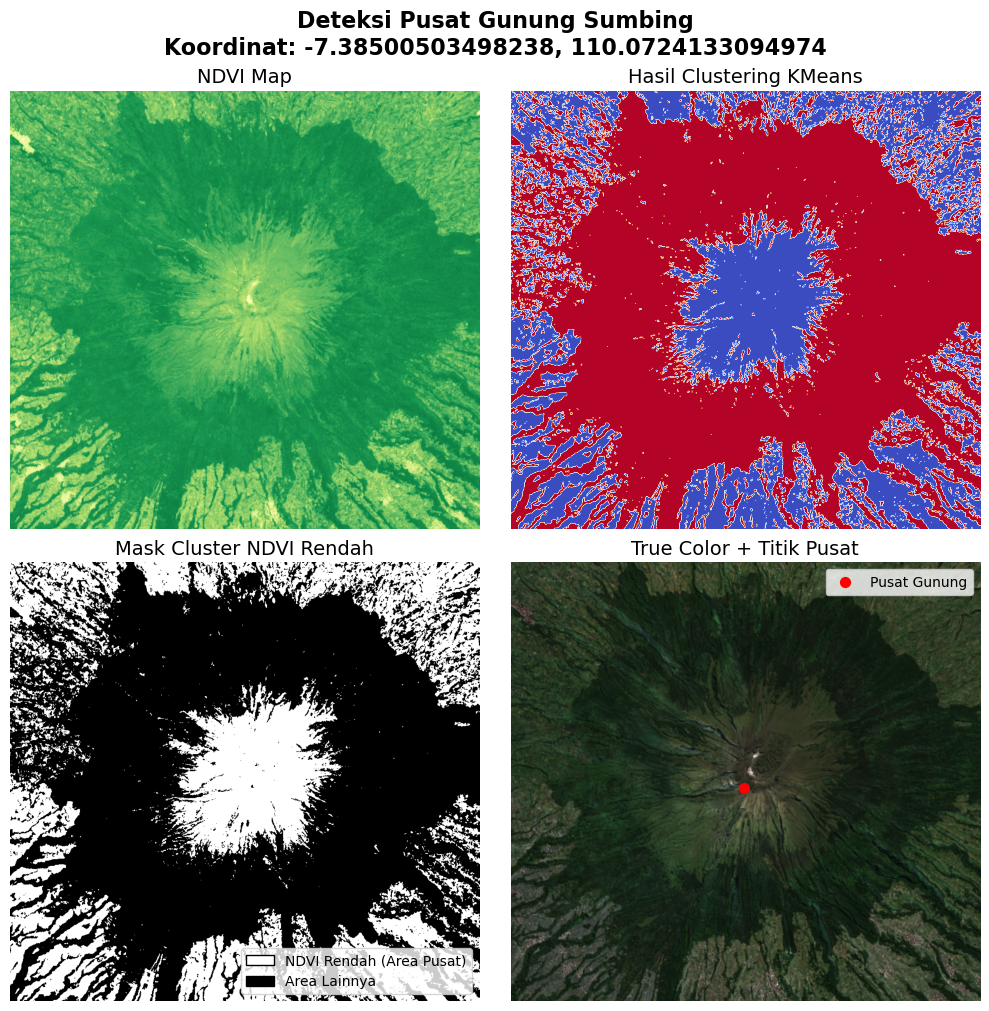 Deteksi Pusat Gunung Sumbing
Koordinat: -7.38500503498238, 110.0724133094974
NDVI Map
Hasil Clustering KMeans
Mask Cluster NDVI Rendah
True Color + Titik Pusat
Pusat Gunung
NDVI Rendah (Area Pusat)
Area Lainnya